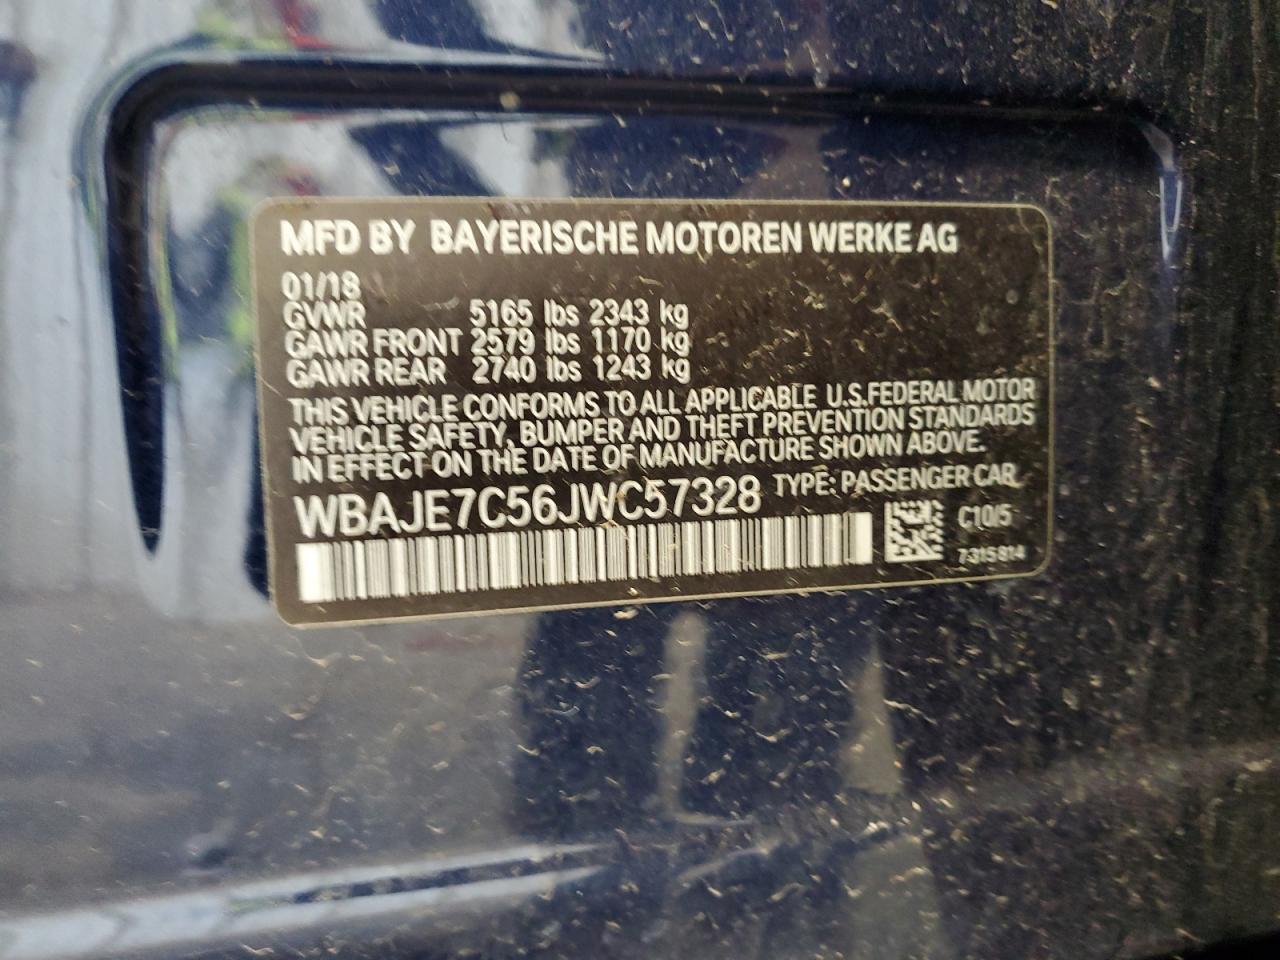 MFD BY BAYERISCHE MOTOREN WERKE AG
01/18
GVWR 5165 lbs 2343 kg
GAWR FRONT 2579 lbs 1170 kg
GAWR REAR 2740 lbs 1243 kg
THIS VEHICLE CONFORMS TO ALL APPLICABLE U.S.FEDERAL MOTOR
VEHICLE SAFETY, BUMPER AND THEFT PREVENTION STANDARDS
IN EFFECT ON THE DATE OF MANUFACTURE SHOWN ABOVE.
WBAJE7C56JWC57328 TYPE: PASSENGER CAR
C10/5
7315814